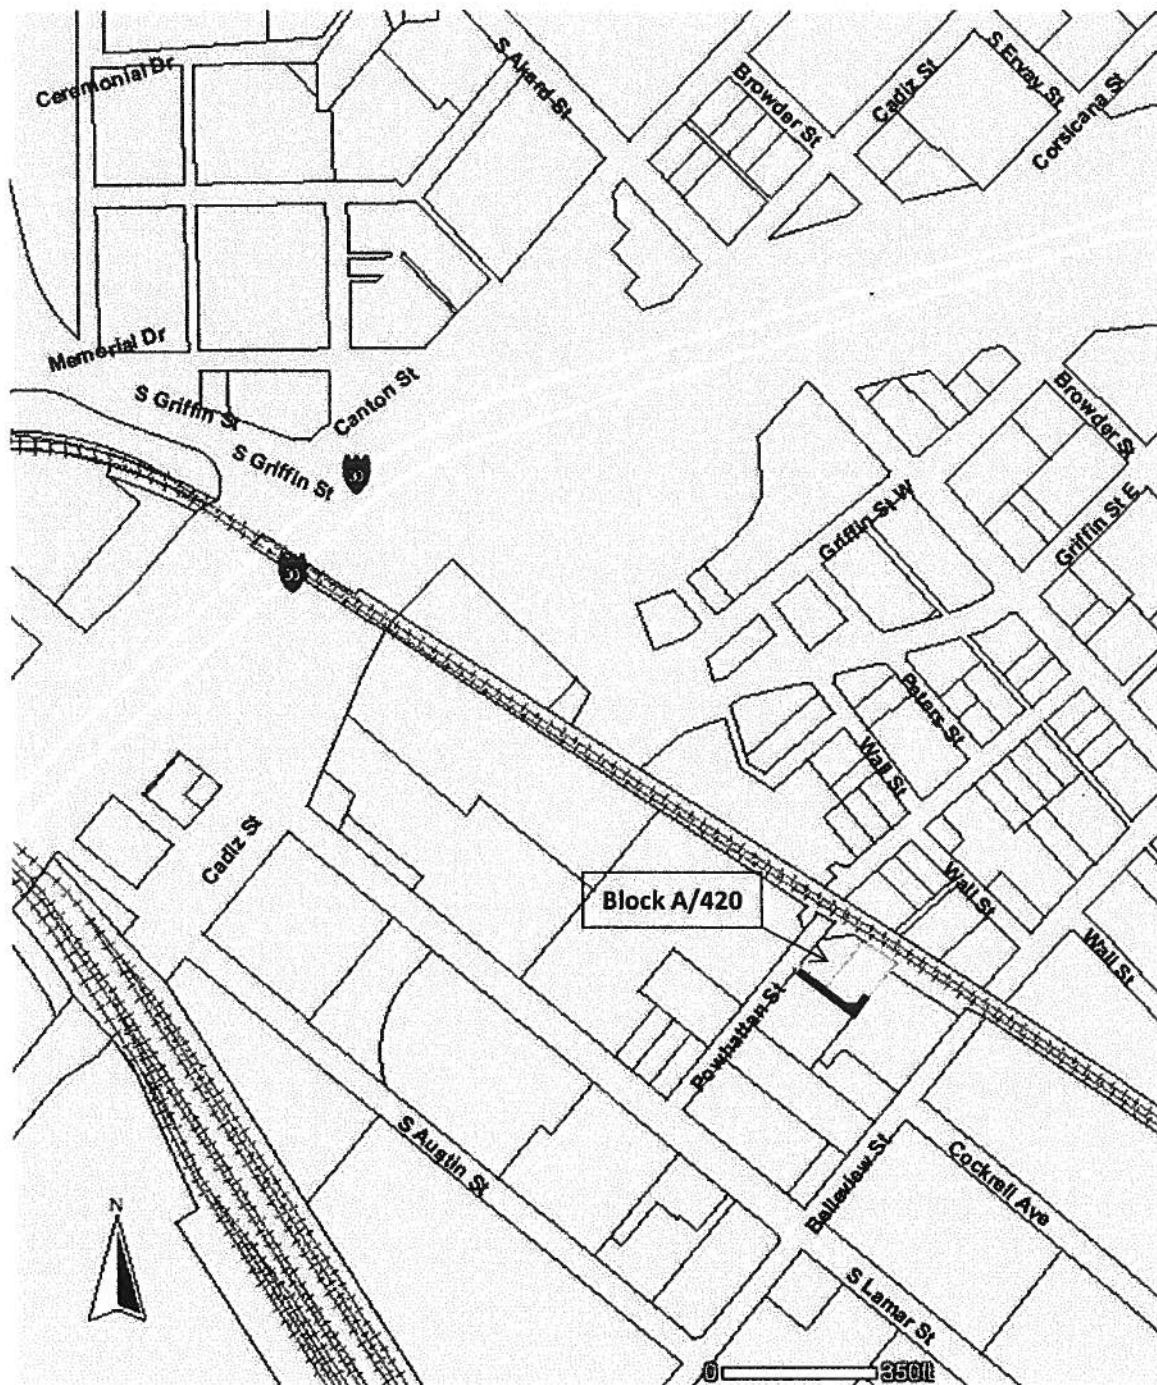 S Akard St
Browder St
Cadiz St
S Ervay St
Corsicana St
Ceremonial Dr
Memorial Dr
S Griffin St
Canton St
S Griffin St
Browder St
Griffin St W
Griffin St E
Peters St
Wall St
Cadiz St
Block A/420
Wall St
Wall St
Powhattan St
S Austin St
Belleview St
Cockrell Ave
N
S Lamar St
0 350ft